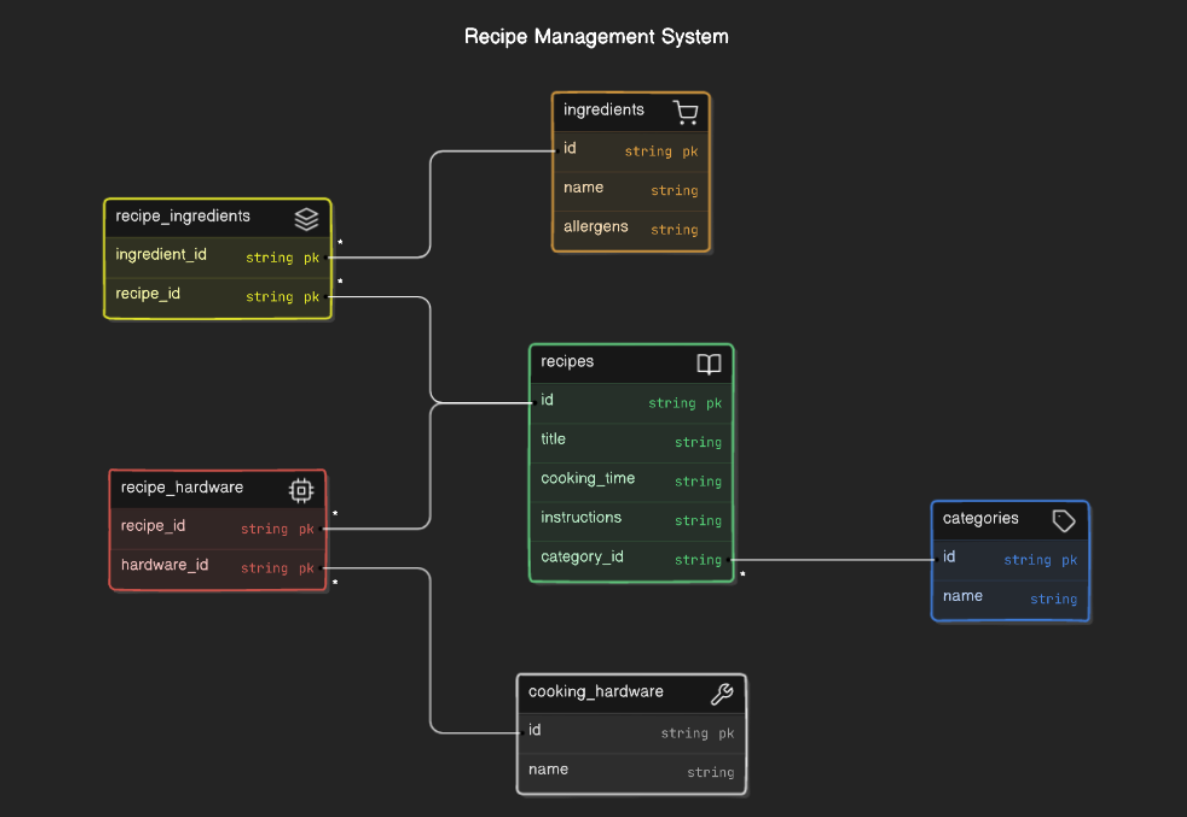 Recipe Management System
ingredients
id string pk
name string
allergens string
recipe_ingredients
ingredient_id string pk
*
recipe_id string pk
*
recipes
id string pk
title string
cooking_time string
instructions string
category_id string
*
recipe_hardware
recipe_id string pk
*
hardware_id string pk
*
categories
id string pk
name string
cooking_hardware
id string pk
name string